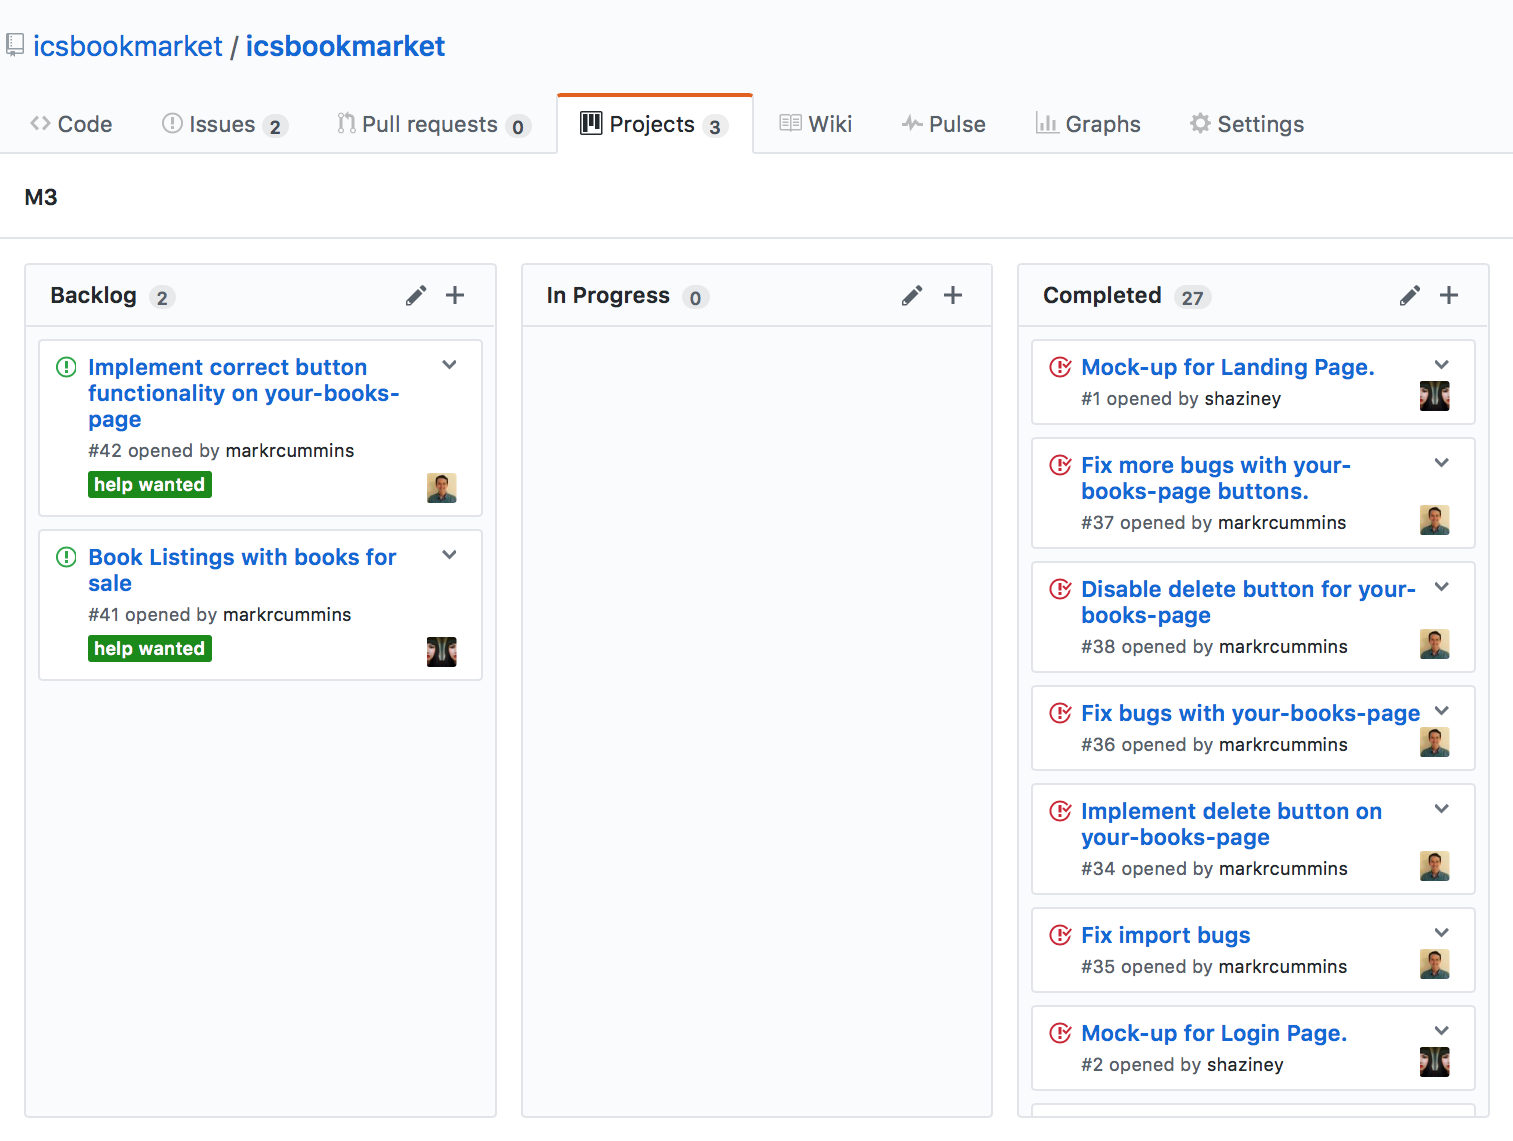 icsbookmarket / icsbookmarket
Code Issues 2 Pull requests 0 Projects 3 Wiki Pulse Graphs Settings
M3
Backlog 2
Implement correct button
functionality on your-books-
page
#42 opened by markrcummins
help wanted
Book Listings with books for
sale
#41 opened by markrcummins
help wanted
In Progress 0
Completed 27
Mock-up for Landing Page.
#1 opened by shaziney
Fix more bugs with your-
books-page buttons.
#37 opened by markrcummins
Disable delete button for your-
books-page
#38 opened by markrcummins
Fix bugs with your-books-page
#36 opened by markrcummins
Implement delete button on
your-books-page
#34 opened by markrcummins
Fix import bugs
#35 opened by markrcummins
Mock-up for Login Page.
#2 opened by shaziney